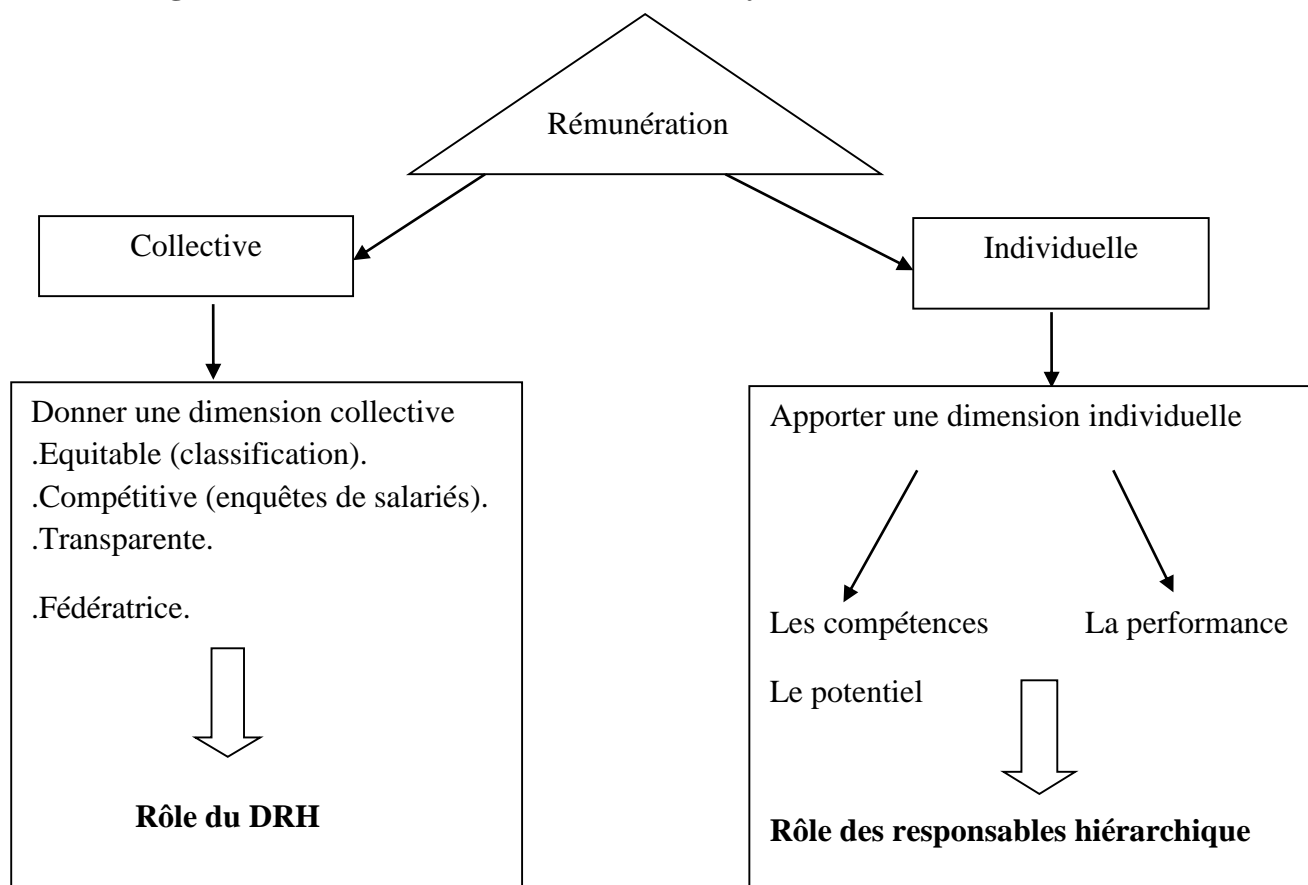 Rémunération
Collective
Individuelle
Donner une dimension collective
.Equitable (classification).
.Compétitive (enquêtes de salariés).
.Transparente.
.Fédératrice.
Rôle du DRH
Apporter une dimension individuelle
Les compétences La performance
Le potentiel
Rôle des responsables hiérarchique